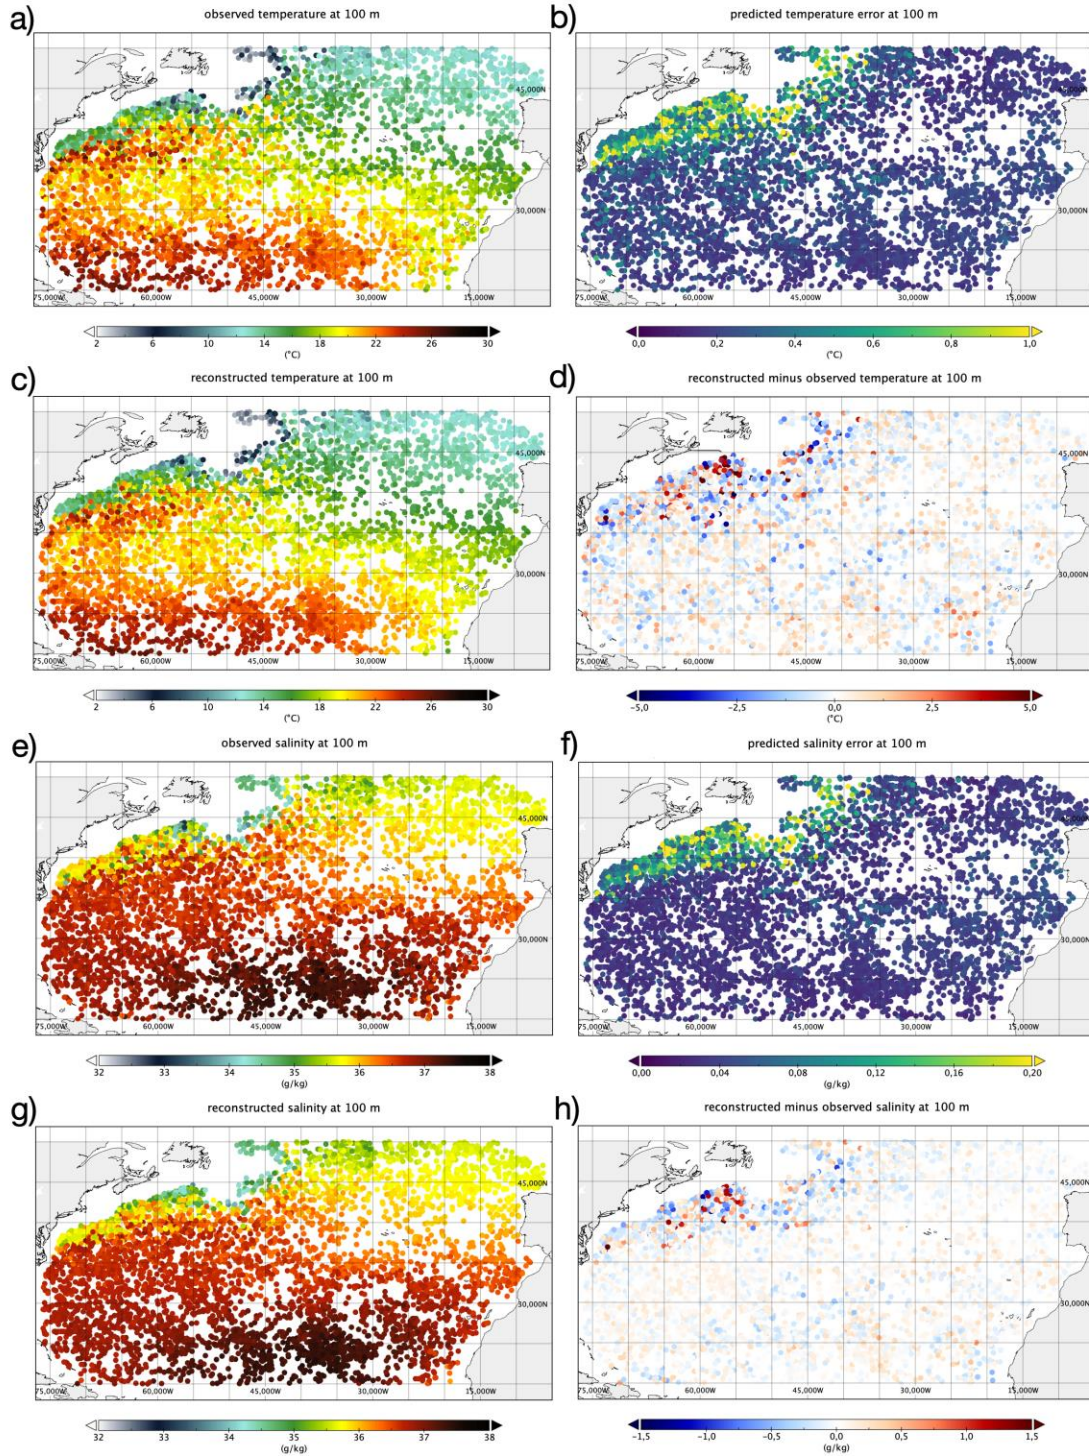 a)
observed temperature at 100 m
45,000N
30,000N
75,000W 60,000W 45,000W 30,000W 15,000W
2 6 10 14 18 22 26 30
(°C)
b)
predicted temperature error at 100 m
45,000N
30,000N
60,000W 45,000W 30,000W 15,000W
0,0 0,2 0,4 0,6 0,8 1,0
(°C)
c)
reconstructed temperature at 100 m
45,000N
30,000N
75,000W 60,000W 45,000W 30,000W 15,000W
2 6 10 14 18 22 26 30
(°C)
d)
reconstructed minus observed temperature at 100 m
45,000N
30,000N
60,000W 45,000W 30,000W 15,000W
-5,0 -2,5 0,0 2,5 5,0
(°C)
e)
observed salinity at 100 m
45,000N
30,000N
75,000W 60,000W 45,000W 30,000W 15,000W
32 33 34 35 36 37 38
(g/kg)
f)
predicted salinity error at 100 m
45,000N
30,000N
60,000W 45,000W 30,000W 15,000W
0,00 0,04 0,08 0,12 0,16 0,20
(g/kg)
g)
reconstructed salinity at 100 m
45,000N
30,000N
75,000W 60,000W 45,000W 30,000W 15,000W
32 33 34 35 36 37 38
(g/kg)
h)
reconstructed minus observed salinity at 100 m
45,000N
30,000N
60,000W 45,000W 30,000W 15,000W
-1,5 -1,0 -0,5 0,0 0,5 1,0 1,5
(g/kg)